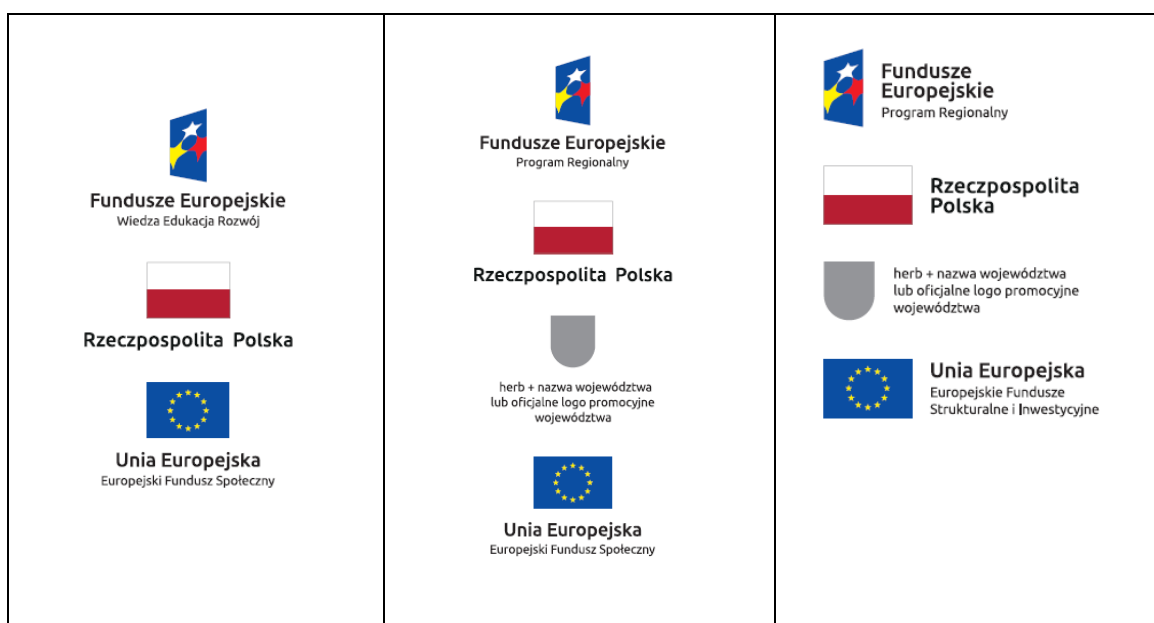 Fundusze Europejskie
Wiedza Edukacja Rozwój
Rzeczpospolita Polska
Unia Europejska
Europejski Fundusz Społeczny
Fundusze Europejskie
Program Regionalny
Rzeczpospolita Polska
herb + nazwa województwa
lub oficjalne logo promocyjne
województwa
Unia Europejska
Europejski Fundusz Społeczny
Fundusze
Europejskie
Program Regionalny
Rzeczpospolita
Polska
herb + nazwa województwa
lub oficjalne logo promocyjne
województwa
Unia Europejska
Europejskie Fundusze
Strukturalne i Inwestycyjne